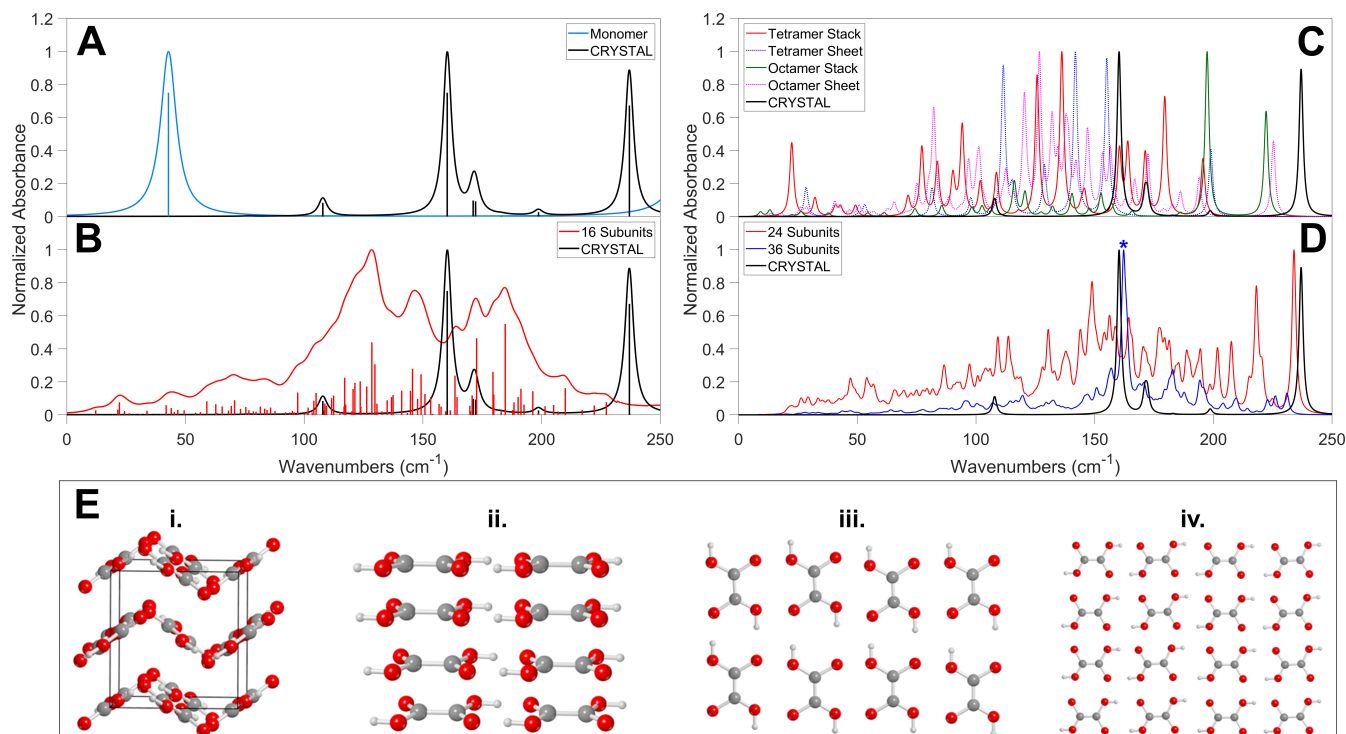 A
Monomer
CRYSTAL
1.2
1
0.8
0.6
0.4
0.2
0
Normalized Absorbance
B
16 Subunits
CRYSTAL
1
0.8
0.6
0.4
0.2
0
Normalized Absorbance
0 50 100 150 200 250
Wavenumbers (cm-1)
C
Tetramer Stack
Tetramer Sheet
Octamer Stack
Octamer Sheet
CRYSTAL
1.2
1
0.8
0.6
0.4
0.2
0
Normalized Absorbance
D
24 Subunits
36 Subunits
CRYSTAL
*
1
0.8
0.6
0.4
0.2
0
Normalized Absorbance
0 50 100 150 200 250
Wavenumbers (cm-1)
E
i. ii. iii. iv.